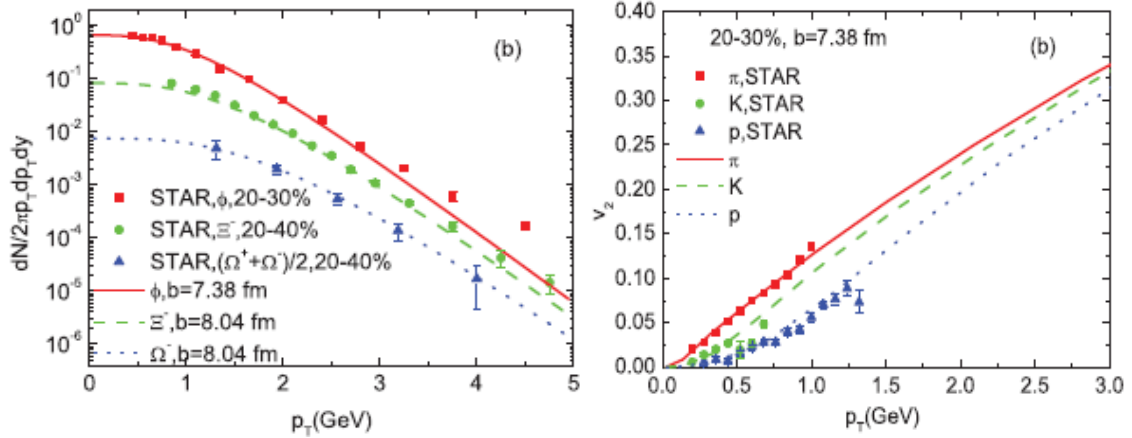 10⁰
10⁻¹
10⁻²
10⁻³
10⁻⁴
10⁻⁵
10⁻⁶
dN/2πp_T dp_T dy
(b)
STAR,ϕ,20-30%
STAR,Ξ⁻,20-40%
STAR,(Ω⁺+Ω⁻)/2,20-40%
ϕ,b=7.38 fm
Ξ⁻,b=8.04 fm
Ω⁻,b=8.04 fm
0 1 2 3 4 5
p_T(GeV)
0.40
0.35
0.30
0.25
0.20
0.15
0.10
0.05
0.00
v₂
20-30%, b=7.38 fm
(b)
π,STAR
K,STAR
p,STAR
π
K
p
0.0 0.5 1.0 1.5 2.0 2.5 3.0
p_T(GeV)